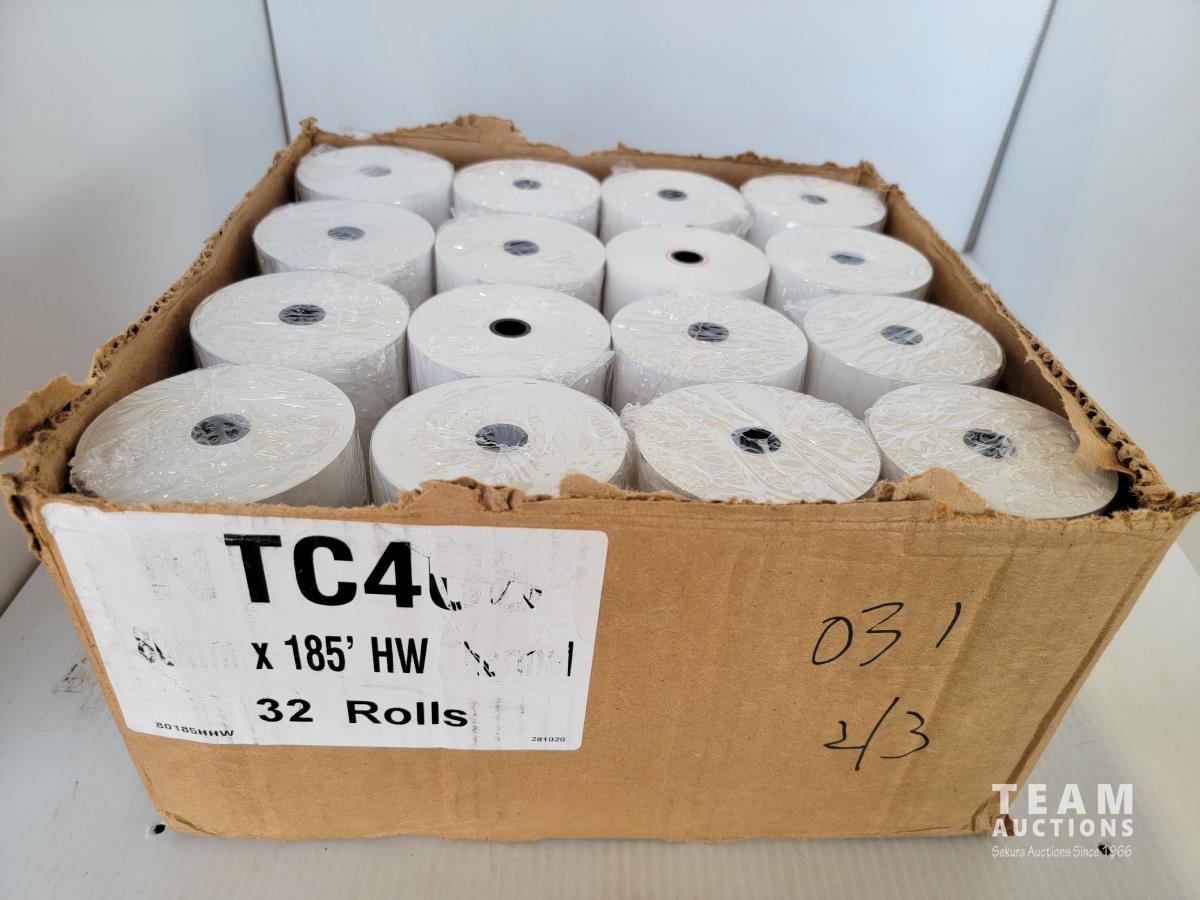 TC4
x 185' HW
32 Rolls
80185HHW
281020
031
2/3
TEAM
AUCTIONS
Sekura Auctions Since 1966